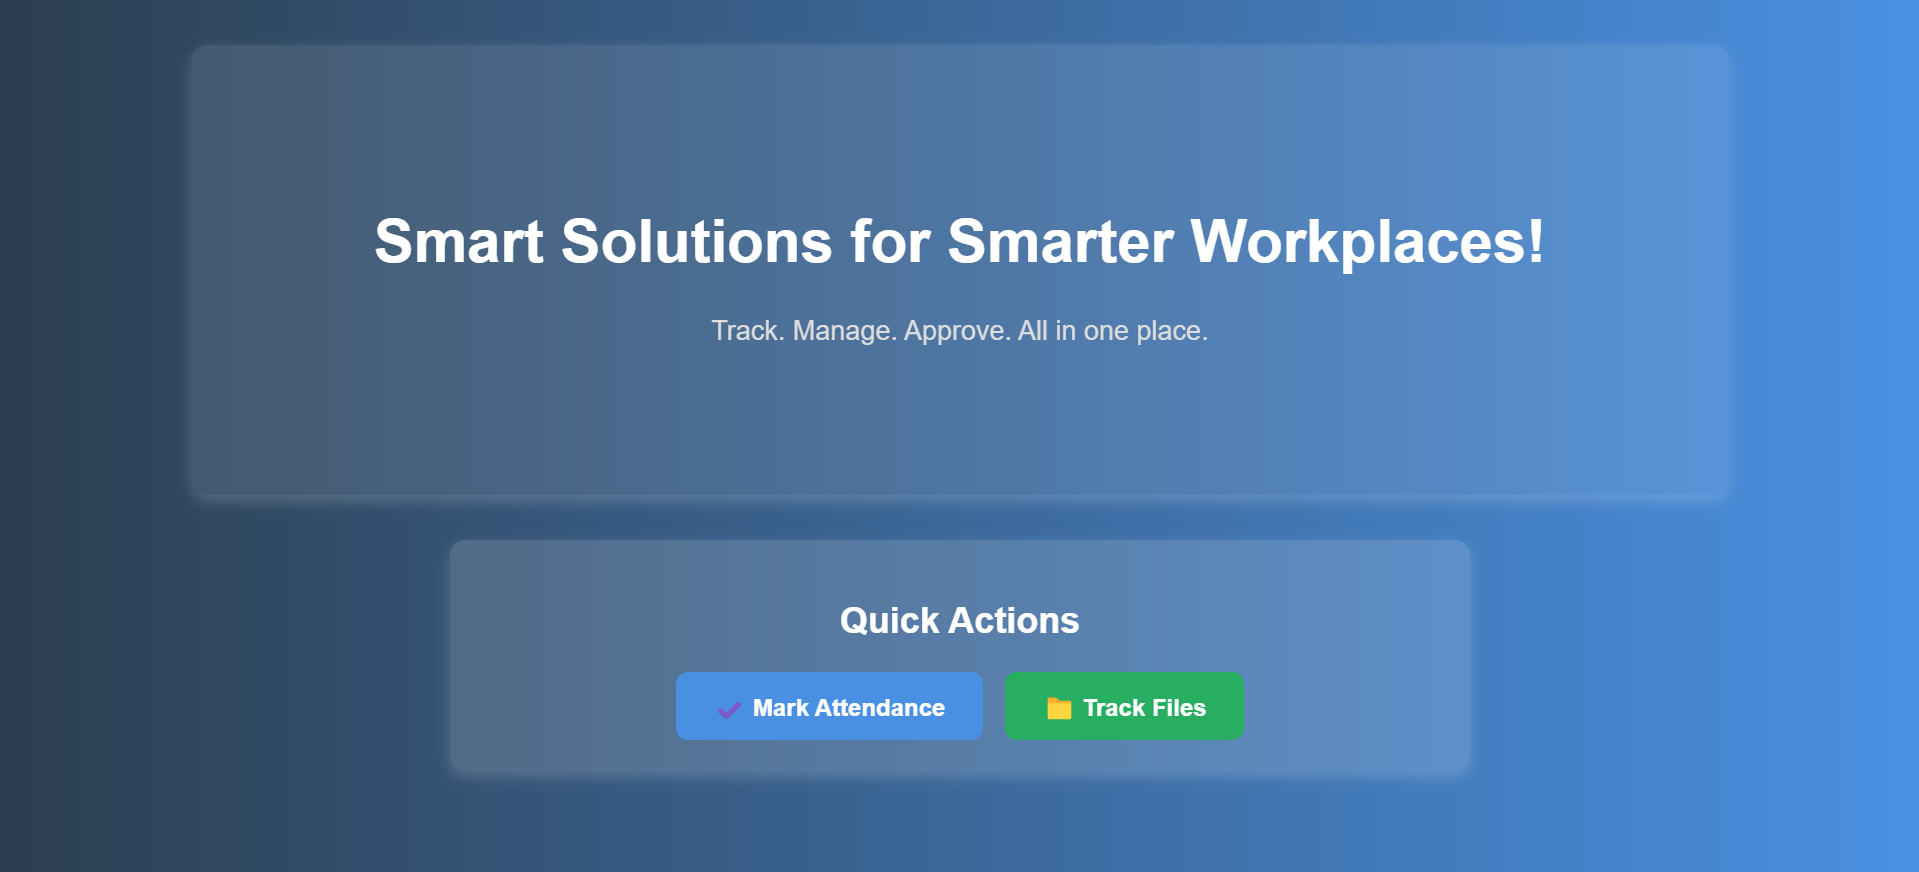 Smart Solutions for Smarter Workplaces!
Track. Manage. Approve. All in one place.
Quick Actions
Mark Attendance
Track Files